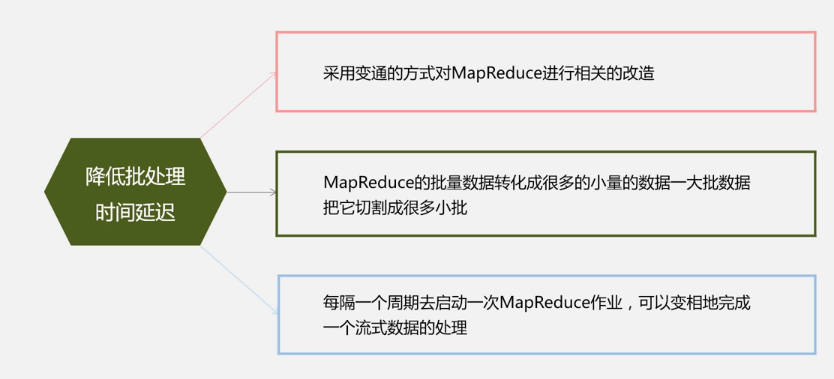 降低批处理
时间延迟
采用变通的方式对MapReduce进行相关的改造
MapReduce的批量数据转化成很多的小量的数据一大批数据
把它切割成很多小批
每隔一个周期去启动一次MapReduce作业，可以变相地完成
一个流式数据的处理